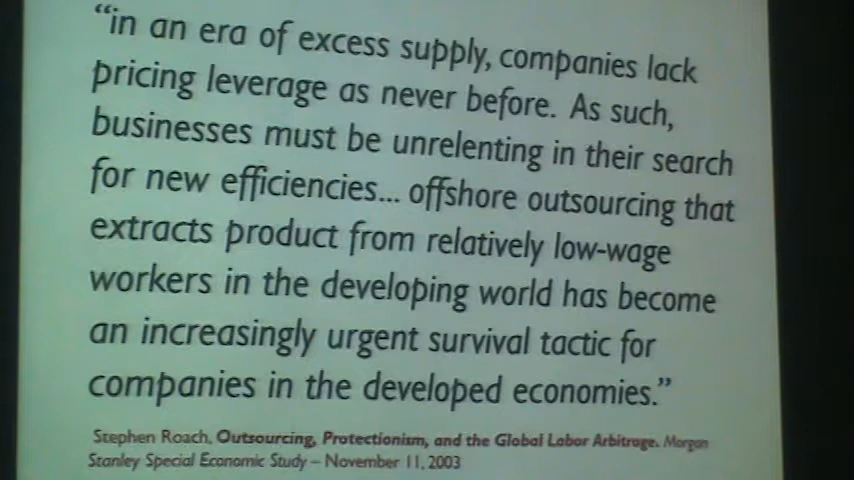 “in an era of excess supply, companies lack
pricing leverage as never before. As such,
businesses must be unrelenting in their search
for new efficiencies... offshore outsourcing that
extracts product from relatively low-wage
workers in the developing world has become
an increasingly urgent survival tactic for
companies in the developed economies.”
Stephen Roach, Outsourcing, Protectionism, and the Global Labor Arbitrage. Morgan
Stanley Special Economic Study – November 11, 2003